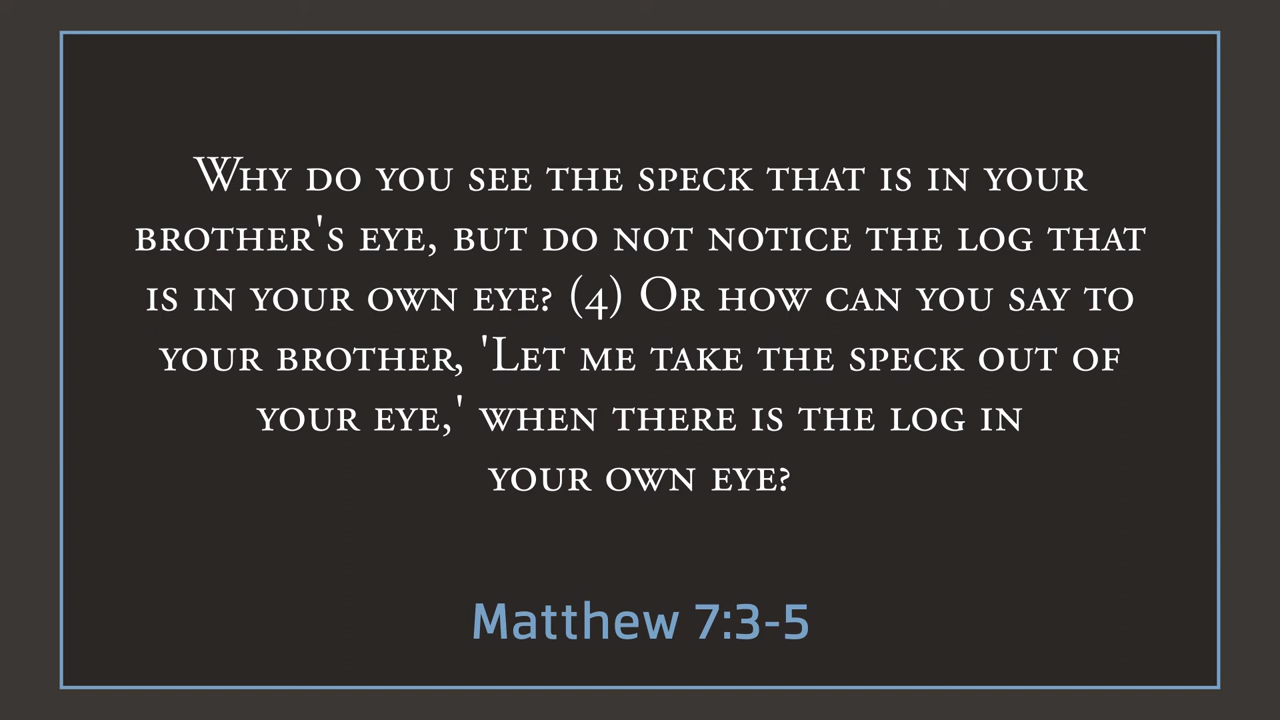 Why do you see the speck that is in your
brother's eye, but do not notice the log that
is in your own eye? (4) Or how can you say to
your brother, 'Let me take the speck out of
your eye,' when there is the log in
your own eye?
Matthew 7:3-5